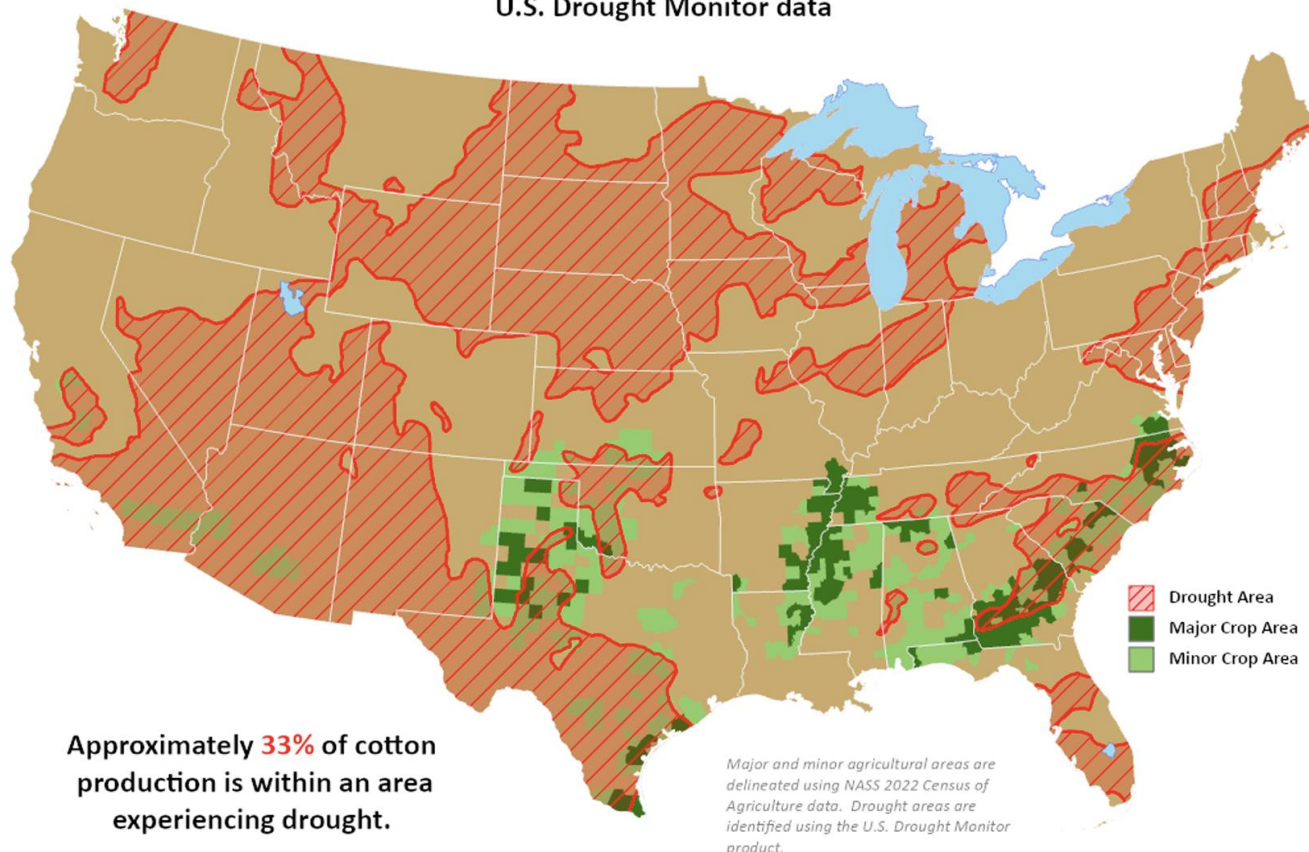 U.S. Drought Monitor data
Drought Area
Major Crop Area
Minor Crop Area
Approximately 33% of cotton
production is within an area
experiencing drought.
Major and minor agricultural areas are
delineated using NASS 2022 Census of
Agriculture data.  Drought areas are
identified using the U.S. Drought Monitor
product.